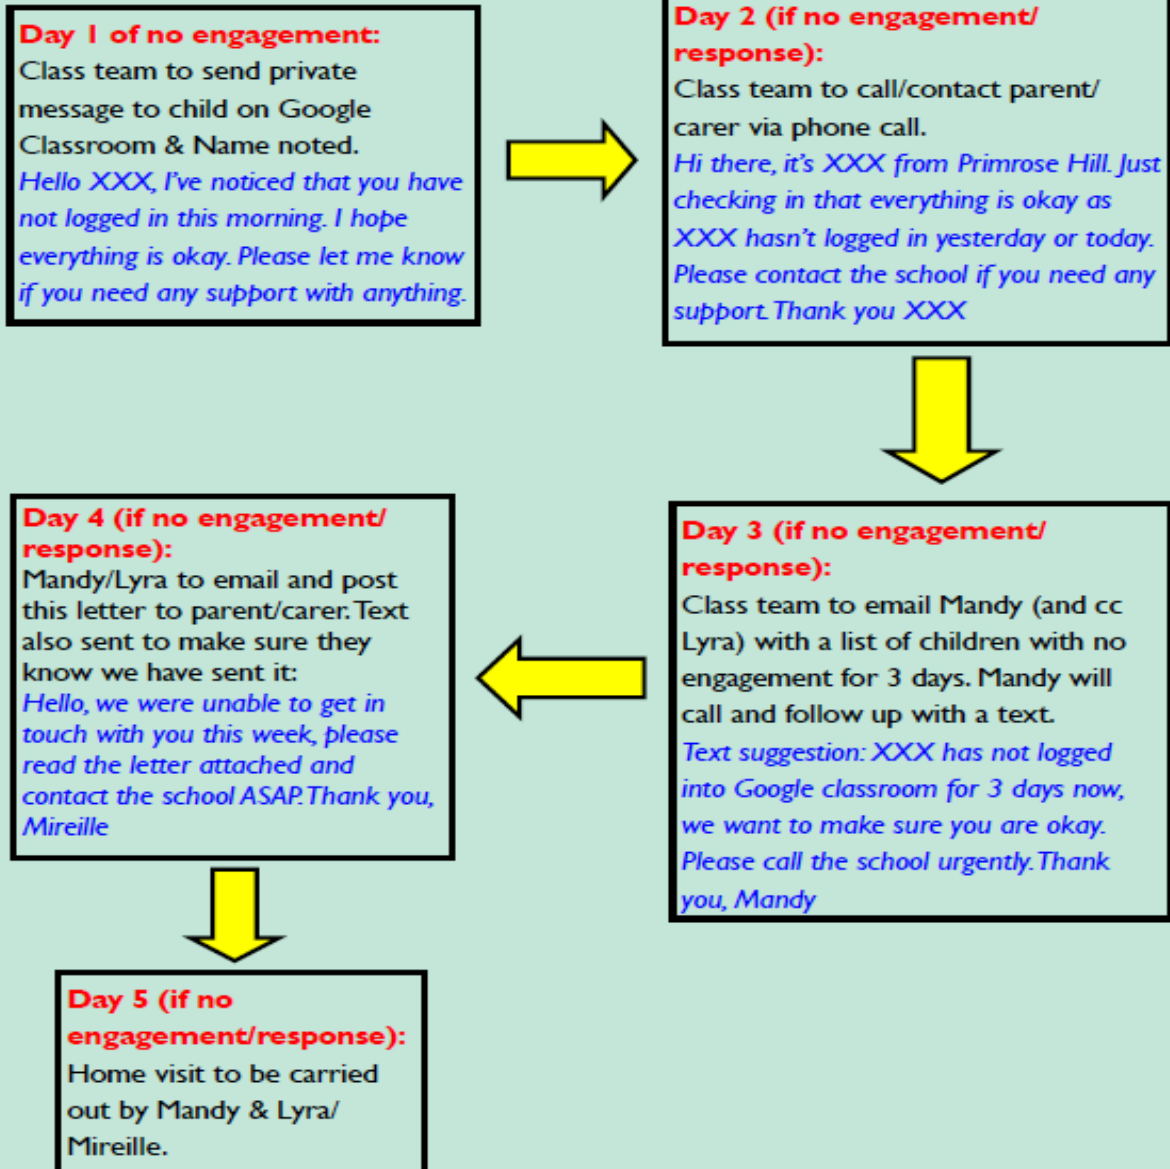 Day 1 of no engagement:
Class team to send private
message to child on Google
Classroom & Name noted.
Hello XXX, I've noticed that you have
not logged in this morning. I hope
everything is okay. Please let me know
if you need any support with anything.
Day 2 (if no engagement/
response):
Class team to call/contact parent/
carer via phone call.
Hi there, it's XXX from Primrose Hill. Just
checking in that everything is okay as
XXX hasn't logged in yesterday or today.
Please contact the school if you need any
support. Thank you XXX
Day 3 (if no engagement/
response):
Class team to email Mandy (and cc
Lyra) with a list of children with no
engagement for 3 days. Mandy will
call and follow up with a text.
Text suggestion: XXX has not logged
into Google classroom for 3 days now,
we want to make sure you are okay.
Please call the school urgently. Thank
you, Mandy
Day 4 (if no engagement/
response):
Mandy/Lyra to email and post
this letter to parent/carer. Text
also sent to make sure they
know we have sent it:
Hello, we were unable to get in
touch with you this week, please
read the letter attached and
contact the school ASAP. Thank you,
Mireille
Day 5 (if no
engagement/response):
Home visit to be carried
out by Mandy & Lyra/
Mireille.